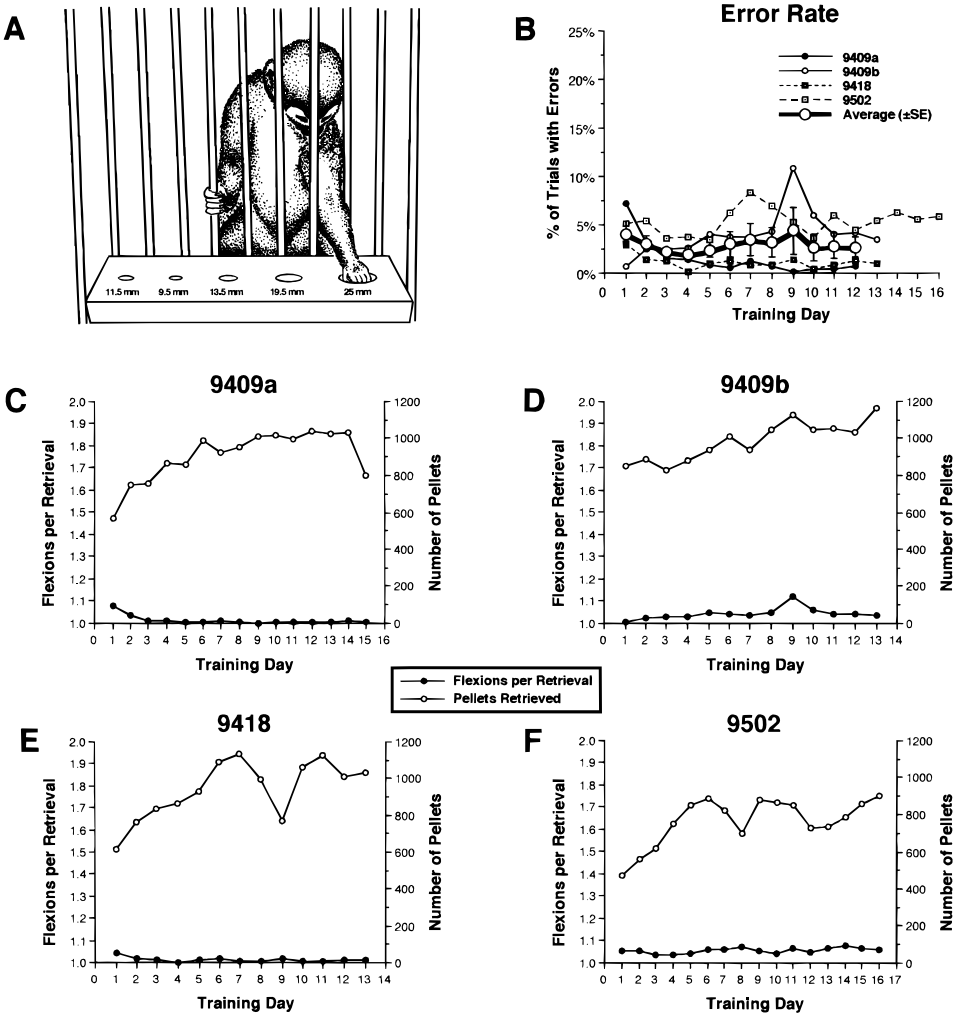 A
11.5 mm 9.5 mm 13.5 mm 19.5 mm 25 mm
B
Error Rate
25%
20%
15%
10%
5%
0%
% of Trials with Errors
9409a
9409b
9418
9502
Average (±SE)
0 1 2 3 4 5 6 7 8 9 10 11 12 13 14 15 16
Training Day
C
9409a
Flexions per Retrieval
2.0
1.9
1.8
1.7
1.6
1.5
1.4
1.3
1.2
1.1
1.0
1200
1000
800
600
400
200
0
Number of Pellets
0 1 2 3 4 5 6 7 8 9 10 11 12 13 14 15 16
Training Day
D
9409b
Flexions per Retrieval
2.0
1.9
1.8
1.7
1.6
1.5
1.4
1.3
1.2
1.1
1.0
1200
1000
800
600
400
200
0
Number of Pellets
0 1 2 3 4 5 6 7 8 9 10 11 12 13 14
Training Day
Flexions per Retrieval
Pellets Retrieved
E
9418
Flexions per Retrieval
2.0
1.9
1.8
1.7
1.6
1.5
1.4
1.3
1.2
1.1
1.0
1200
1000
800
600
400
200
0
Number of Pellets
0 1 2 3 4 5 6 7 8 9 10 11 12 13 14
Training Day
F
9502
Flexions per Retrieval
2.0
1.9
1.8
1.7
1.6
1.5
1.4
1.3
1.2
1.1
1.0
1200
1000
800
600
400
200
0
Number of Pellets
0 1 2 3 4 5 6 7 8 9 10 11 12 13 14 15 16 17
Training Day